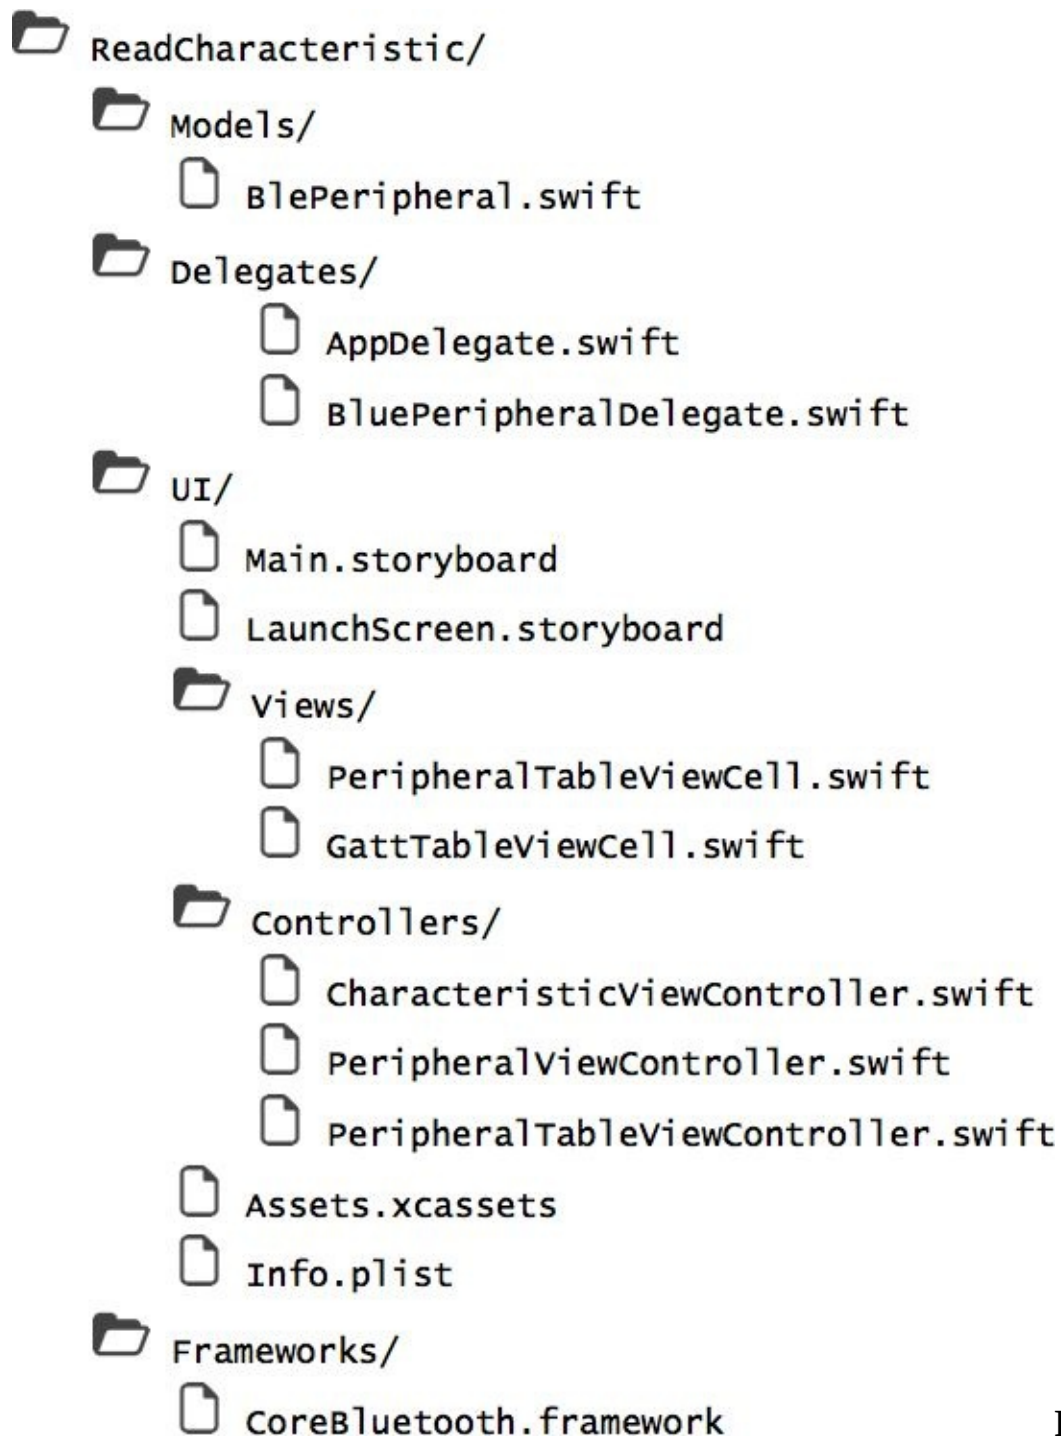 ReadCharacteristic/
Models/
BlePeripheral.swift
Delegates/
AppDelegate.swift
BluePeripheralDelegate.swift
UI/
Main.storyboard
LaunchScreen.storyboard
Views/
PeripheralTableViewCell.swift
GattTableViewCell.swift
Controllers/
CharacteristicViewController.swift
PeripheralViewController.swift
PeripheralTableViewController.swift
Assets.xcassets
Info.plist
Frameworks/
CoreBluetooth.framework